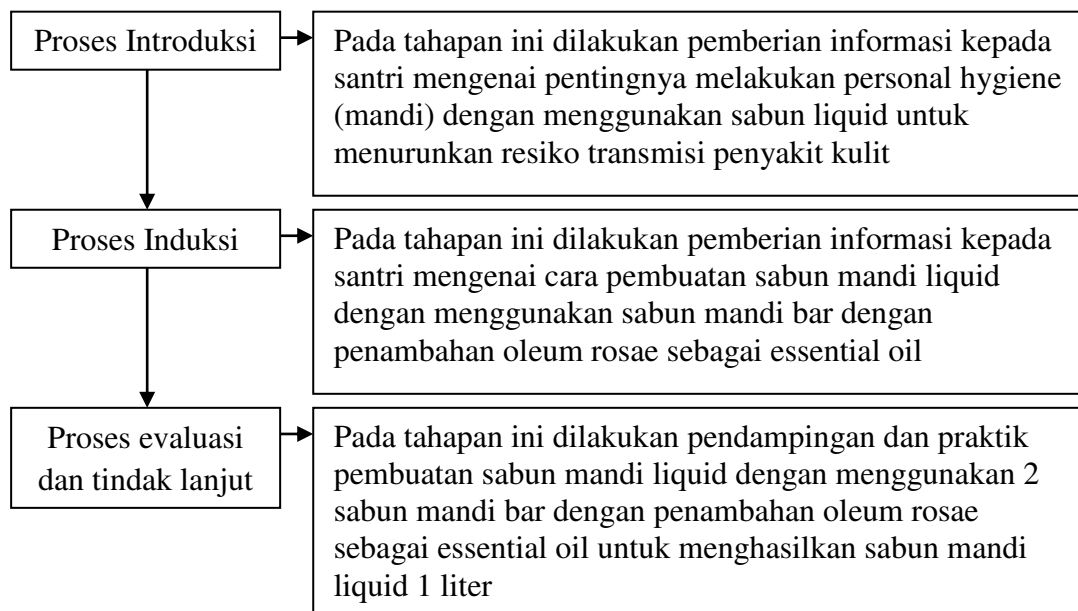 Proses Introduksi
Pada tahapan ini dilakukan pemberian informasi kepada
santri mengenai pentingnya melakukan personal hygiene
(mandi) dengan menggunakan sabun liquid untuk
menurunkan resiko transmisi penyakit kulit
Proses Induksi
Pada tahapan ini dilakukan pemberian informasi kepada
santri mengenai cara pembuatan sabun mandi liquid
dengan menggunakan sabun mandi bar dengan
penambahan oleum rosae sebagai essential oil
Proses evaluasi
dan tindak lanjut
Pada tahapan ini dilakukan pendampingan dan praktik
pembuatan sabun mandi liquid dengan menggunakan 2
sabun mandi bar dengan penambahan oleum rosae
sebagai essential oil untuk menghasilkan sabun mandi
liquid 1 liter